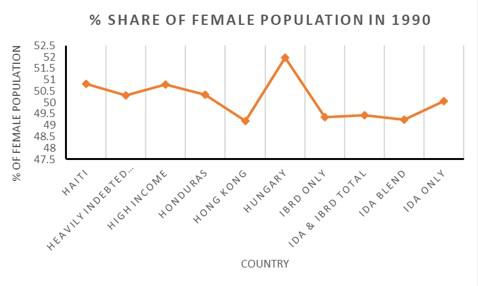 % SHARE OF FEMALE POPULATION IN 1990
% OF FEMALE POPULATION
52.5
52
51.5
51
50.5
50
49.5
49
48.5
48
47.5
HAITI
HEAVILY INDEBTED...
HIGH INCOME
HONDURAS
HONG KONG
HUNGARY
IBRD ONLY
IDA & IBRD TOTAL
IDA BLEND
IDA ONLY
COUNTRY